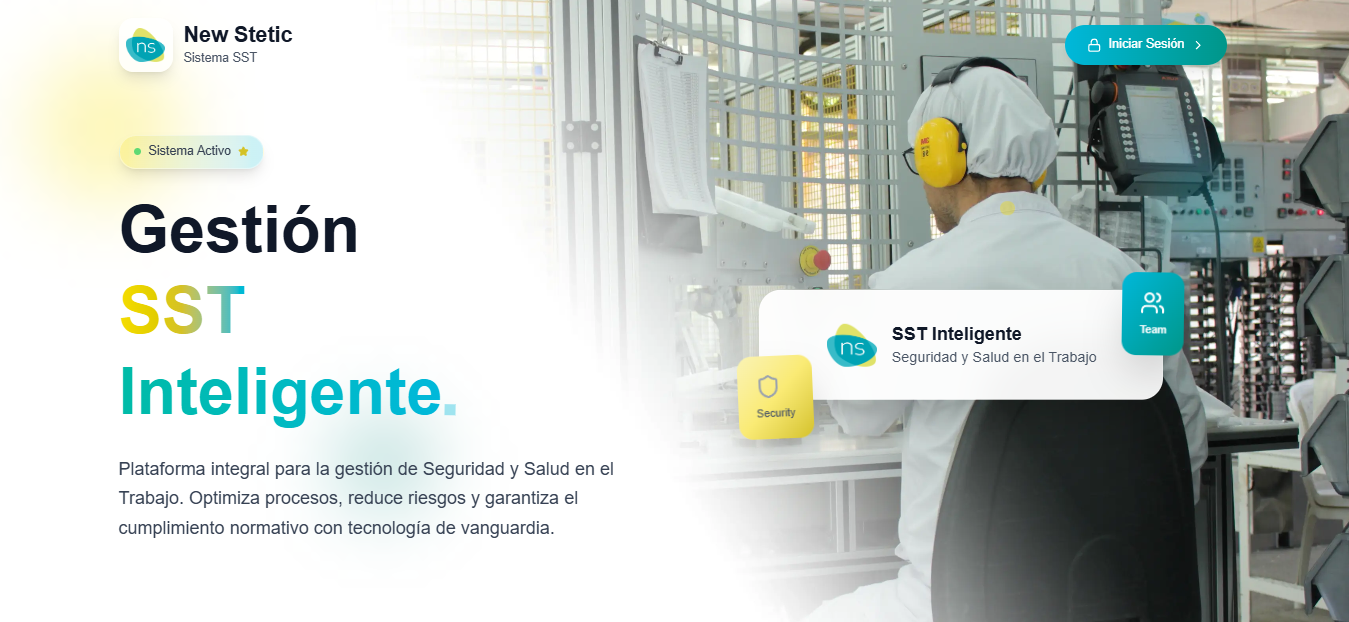 ns
New Stetic
Sistema SST
Iniciar Sesión
Sistema Activo
Gestión
SST
Inteligente.
Plataforma integral para la gestión de Seguridad y Salud en el
Trabajo. Optimiza procesos, reduce riesgos y garantiza el
cumplimiento normativo con tecnología de vanguardia.
ns
SST Inteligente
Seguridad y Salud en el Trabajo
Team
Security